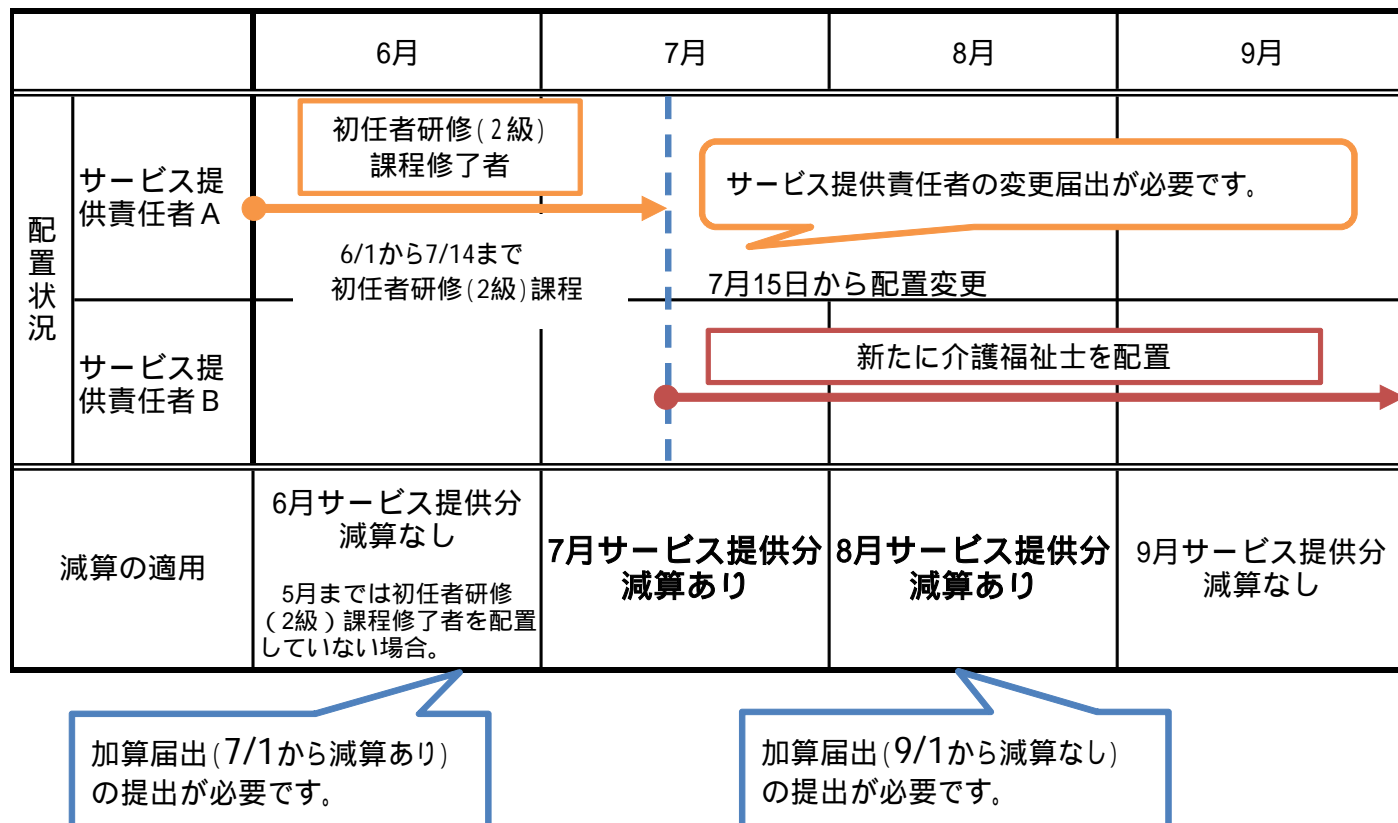 6月
7月
8月
9月
配置状況
サービス提
供責任者A
初任者研修(2級)
課程修了者
サービス提供責任者の変更届出が必要です。
6/1から7/14まで
初任者研修(2級)課程
7月15日から配置変更
サービス提
供責任者B
新たに介護福祉士を配置
減算の適用
6月サービス提供分
減算なし
5月までは初任者研修
(2級)課程修了者を配置
していない場合。
7月サービス提供分
減算あり
8月サービス提供分
減算あり
9月サービス提供分
減算なし
加算届出(7/1から減算あり)
の提出が必要です。
加算届出(9/1から減算なし)
の提出が必要です。